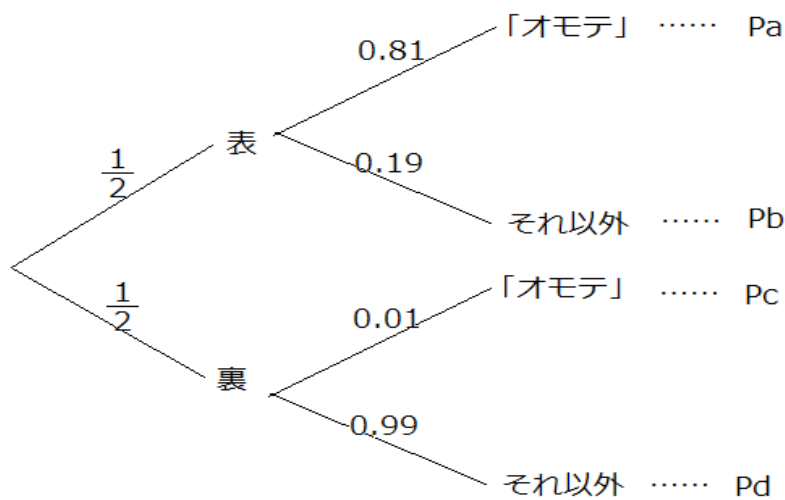 「オモテ」 …… Pa
0.81
表
1/2
0.19
それ以外 …… Pb
「オモテ」 …… Pc
1/2
0.01
裏
0.99
それ以外 …… Pd